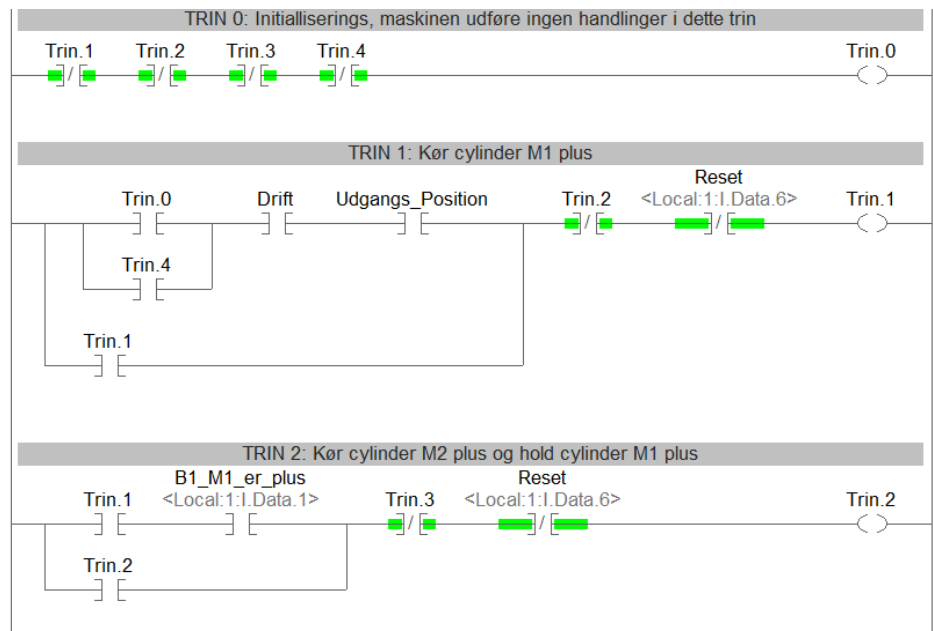 TRIN 0: Initialliserings, maskinen udføre ingen handlinger i dette trin
Trin.1 Trin.2 Trin.3 Trin.4 Trin.0
TRIN 1: Kør cylinder M1 plus
Reset
Trin.0 Drift Udgangs_Position Trin.2 <Local:1:I.Data.6> Trin.1
Trin.4
Trin.1
TRIN 2: Kør cylinder M2 plus og hold cylinder M1 plus
B1_M1_er_plus Reset
Trin.1 <Local:1:I.Data.1> Trin.3 <Local:1:I.Data.6> Trin.2
Trin.2